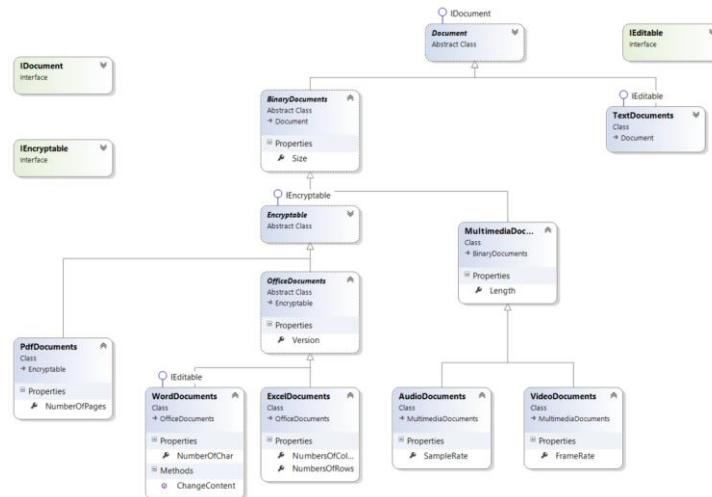 IDocument
Document
Abstract Class
IEditable
Interface
IDocument
Interface
BinaryDocuments
Abstract Class
Document
Properties
Size
IEditable
TextDocuments
Class
Document
IEncryptable
Interface
IEncryptable
Encryptable
Abstract Class
MultimediaDoc...
Class
BinaryDocuments
Properties
Length
OfficeDocuments
Abstract Class
Encryptable
Properties
Version
PdfDocuments
Class
Encryptable
Properties
NumberOfPages
IEditable
WordDocuments
Class
OfficeDocuments
Properties
NumberOfChar
Methods
ChangeContent
ExcelDocuments
Class
OfficeDocuments
Properties
NumbersOfCol...
NumbersOfRows
AudioDocuments
Class
MultimediaDocuments
Properties
SampleRate
VideoDocuments
Class
MultimediaDocuments
Properties
FrameRate